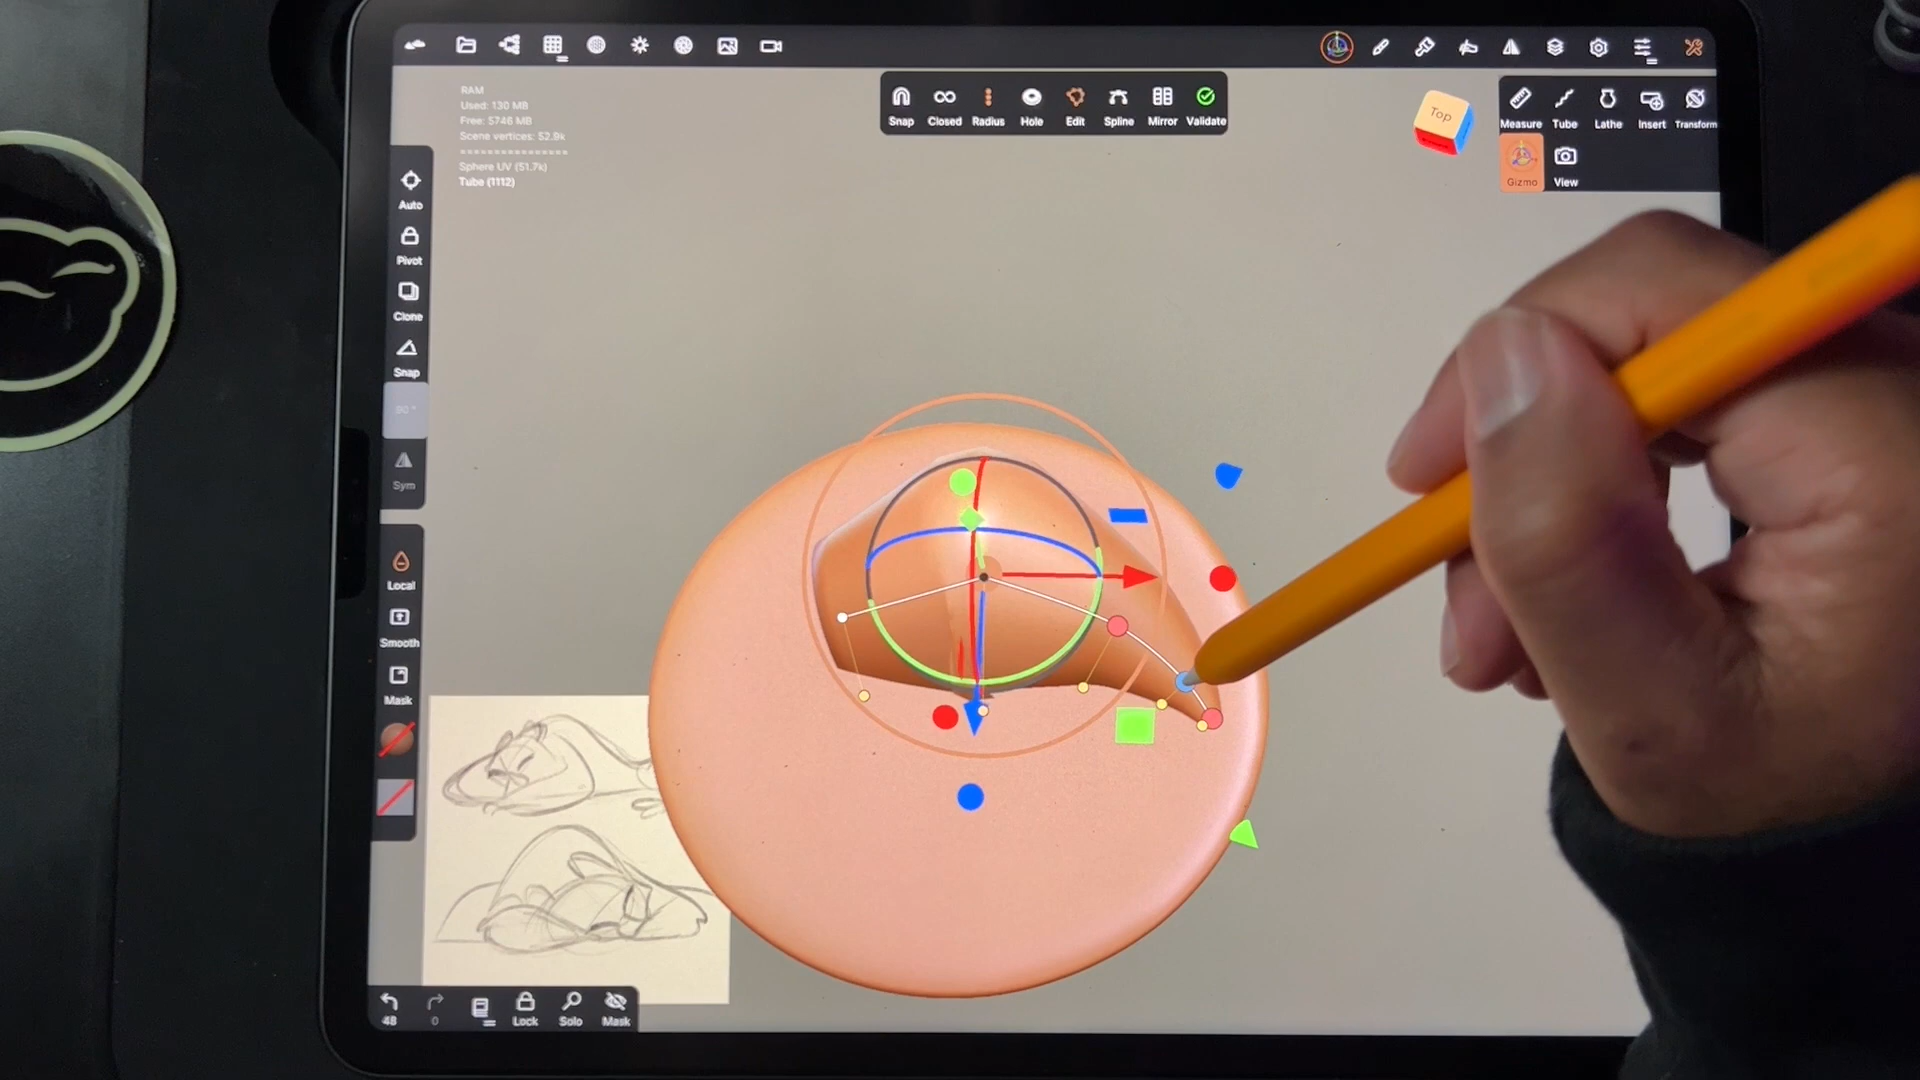 RAM
Used: 130 MB
Free: 5746 MB
Scene vertices: 52.9k
Sphere UV (51.7k)
Tube (1112)
Snap Closed Radius Hole Edit Spline Mirror Validate
Top
Measure Tube Lathe Insert Transform
Gizmo View
Auto
Pivot
Clone
Snap
90°
Sym
Local
Smooth
Mask
48 0 Lock Solo Mask